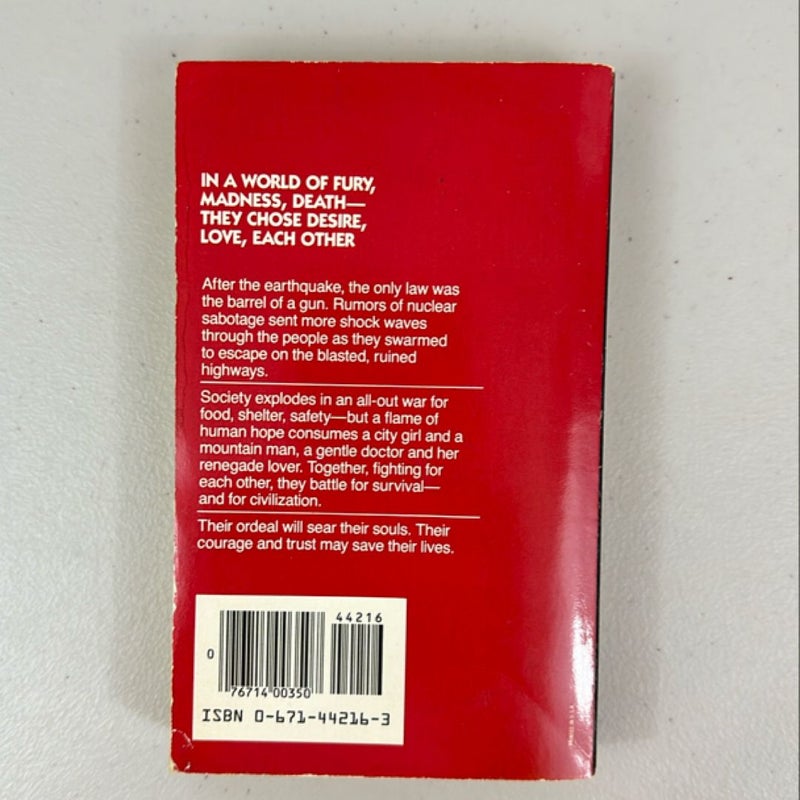 IN A WORLD OF FURY,
MADNESS, DEATH—
THEY CHOSE DESIRE,
LOVE, EACH OTHER
After the earthquake, the only law was
the barrel of a gun. Rumors of nuclear
sabotage sent more shock waves
through the people as they swarmed
to escape on the blasted, ruined
highways.
Society explodes in an all-out war for
food, shelter, safety—but a flame of
human hope consumes a city girl and a
mountain man, a gentle doctor and her
renegade lover. Together, fighting for
each other, they battle for survival—
and for civilization.
Their ordeal will sear their souls. Their
courage and trust may save their lives.
44216
0
76714 00350
ISBN 0-671-44216-3